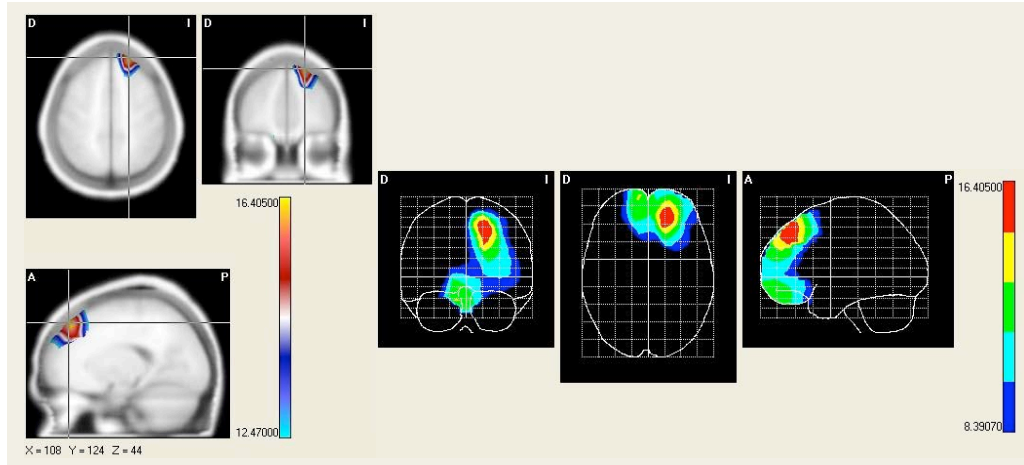 D I
D I
16.40500
12.47000
A P
X = 108 Y = 124 Z = 44
D I
D I
A P
16.40500
8.39070